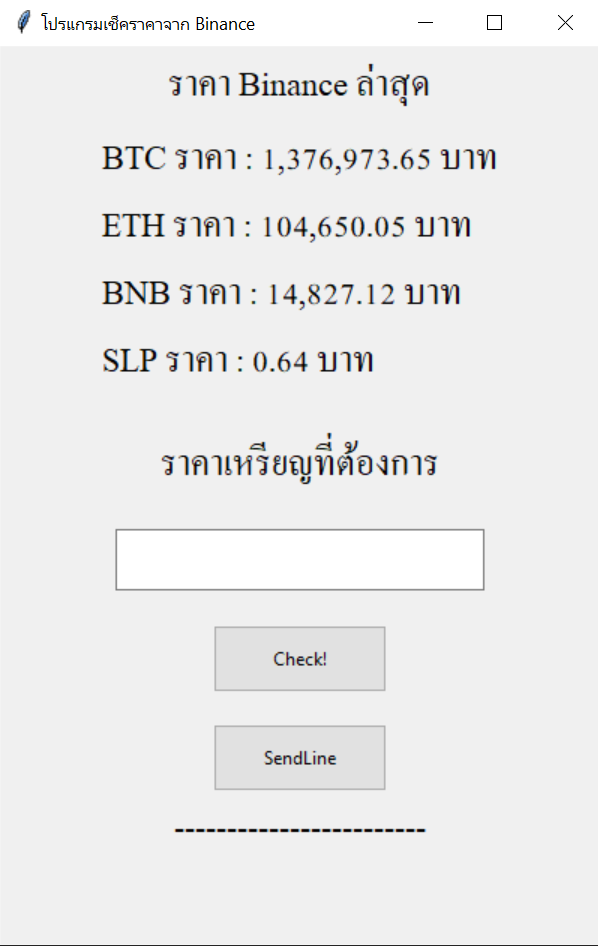 โปรแกรมเช็คราคาจาก Binance
ราคา Binance ล่าสุด
BTC ราคา : 1,376,973.65 บาท
ETH ราคา : 104,650.05 บาท
BNB ราคา : 14,827.12 บาท
SLP ราคา : 0.64 บาท
ราคาเหรียญที่ต้องการ
Check!
SendLine
------------------------